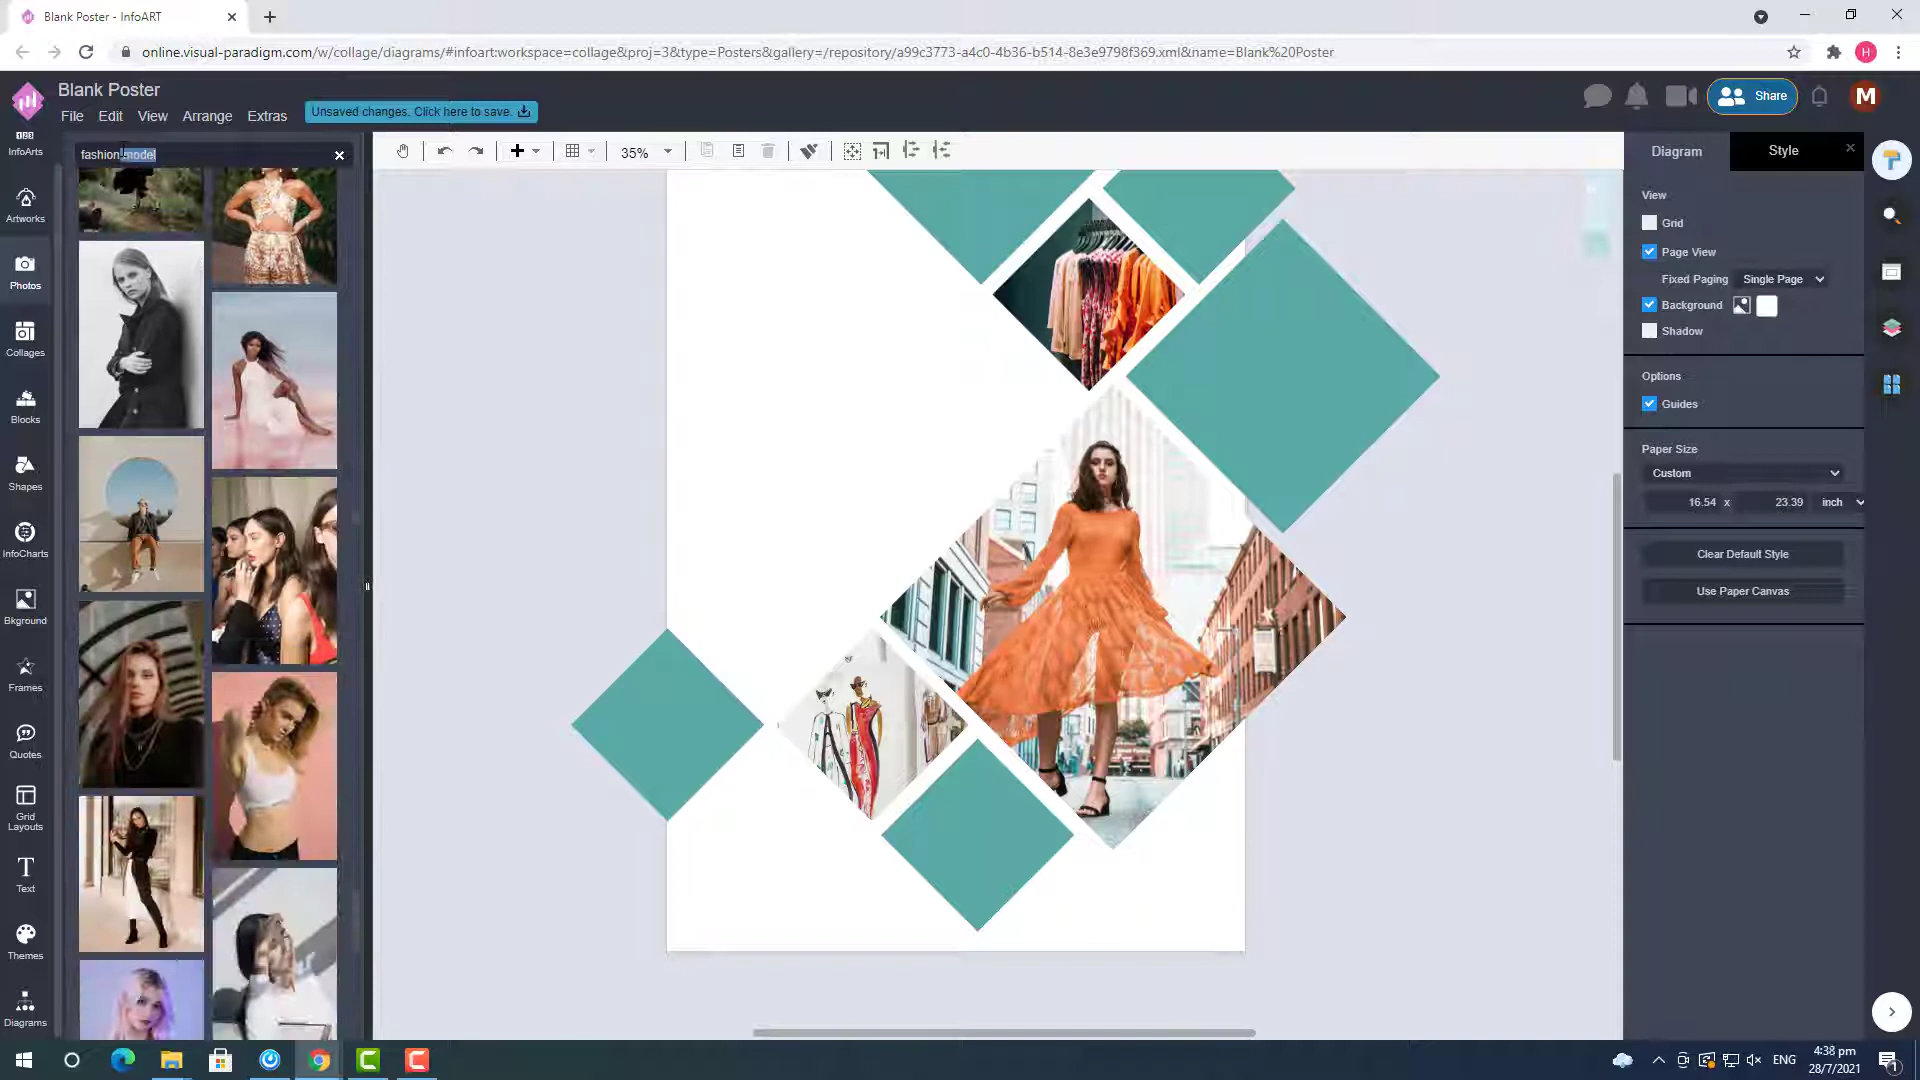 Blank Poster - InfoART
online.visual-paradigm.com/w/collage/diagrams/#infoart:workspace=collage&proj=3&type=Posters&gallery=/repository/a99c3773-a4c0-4b36-b514-8e3e9798f369.xml&name=Blank%20Poster
H
Blank Poster
File Edit View Arrange Extras
Unsaved changes. Click here to save.
Share
M
InfoArts
Artworks
Photos
Collages
Blocks
Shapes
InfoCharts
Bkground
Frames
Quotes
Grid
Layouts
Text
Themes
Diagrams
fashion model
35%
Diagram
Style
View
Grid
Page View
Fixed Paging Single Page
Background
Shadow
Options
Guides
Paper Size
Custom
16.54 x 23.39 inch
Clear Default Style
Use Paper Canvas
ENG
4:38 pm
28/7/2021
1